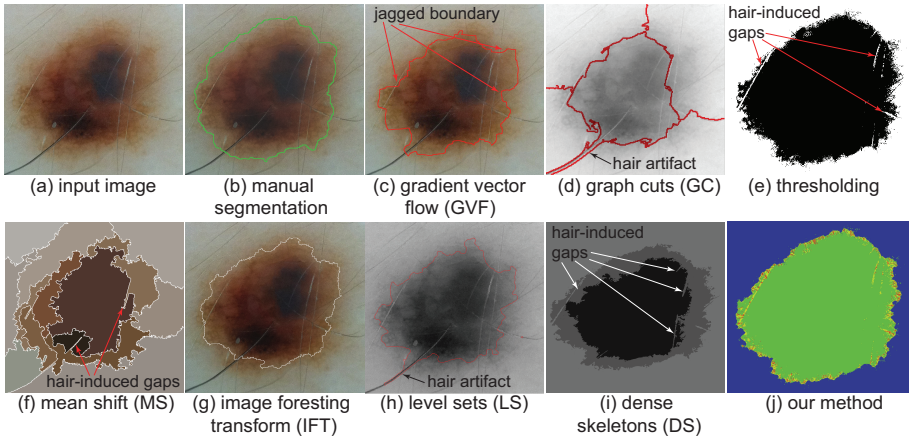 jagged boundary
hair-induced
gaps
hair artifact
(a) input image
(b) manual
segmentation
(c) gradient vector
flow (GVF)
(d) graph cuts (GC)
(e) thresholding
hair-induced
gaps
hair-induced gaps
hair artifact
(f) mean shift (MS)
(g) image foresting
transform (IFT)
(h) level sets (LS)
(i) dense
skeletons (DS)
(j) our method